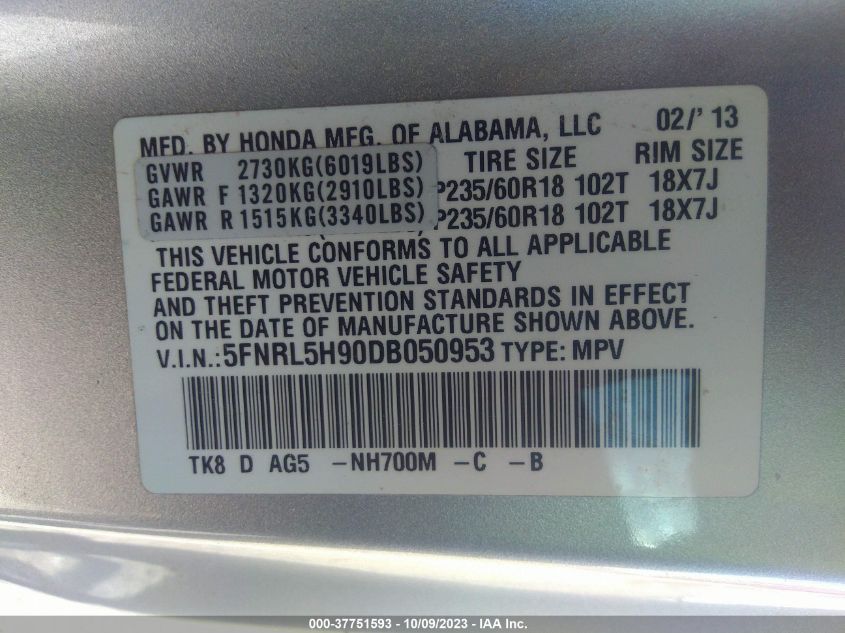 MFD. BY HONDA MFG. OF ALABAMA, LLC 02/'13
GVWR 2730KG(6019LBS) TIRE SIZE RIM SIZE
GAWR F 1320KG(2910LBS) P235/60R18 102T 18X7J
GAWR R 1515KG(3340LBS) P235/60R18 102T 18X7J
THIS VEHICLE CONFORMS TO ALL APPLICABLE
FEDERAL MOTOR VEHICLE SAFETY
AND THEFT PREVENTION STANDARDS IN EFFECT
ON THE DATE OF MANUFACTURE SHOWN ABOVE.
V.I.N.:5FNRL5H90DB050953 TYPE: MPV
TK8 D AG5 -NH700M -C -B
000-37751593 - 10/09/2023 - IAA Inc.